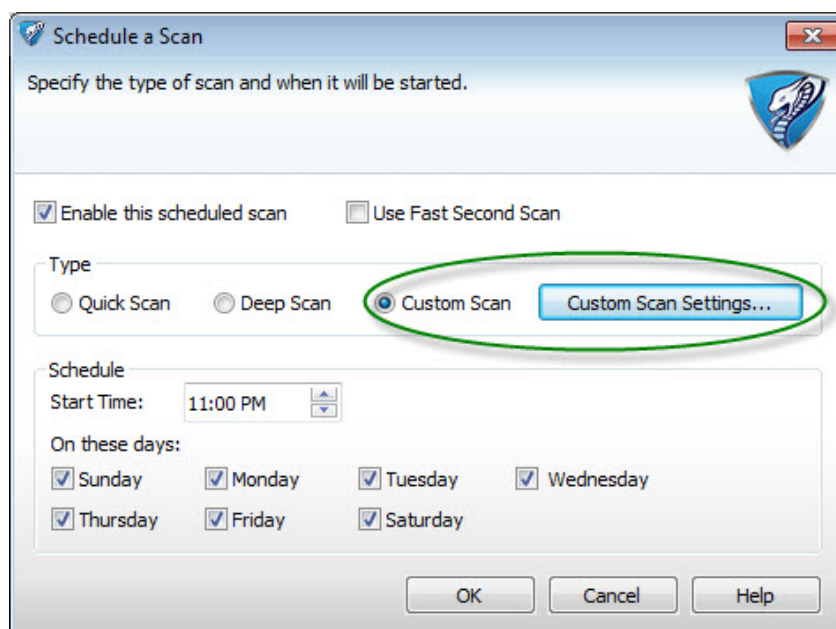 Schedule a Scan
Specify the type of scan and when it will be started.
Enable this scheduled scan Use Fast Second Scan
Type
Quick Scan Deep Scan Custom Scan Custom Scan Settings...
Schedule
Start Time: 11:00 PM
On these days:
Sunday Monday Tuesday Wednesday
Thursday Friday Saturday
OK Cancel Help